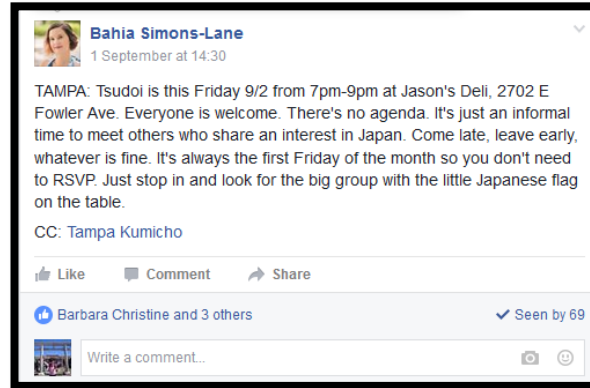 Bahia Simons-Lane
1 September at 14:30
TAMPA: Tsudoi is this Friday 9/2 from 7pm-9pm at Jason's Deli, 2702 E
Fowler Ave. Everyone is welcome. There's no agenda. It's just an informal
time to meet others who share an interest in Japan. Come late, leave early,
whatever is fine. It's always the first Friday of the month so you don't need
to RSVP. Just stop in and look for the big group with the little Japanese flag
on the table.
CC: Tampa Kumicho
Like Comment Share
Barbara Christine and 3 others Seen by 69
Write a comment...